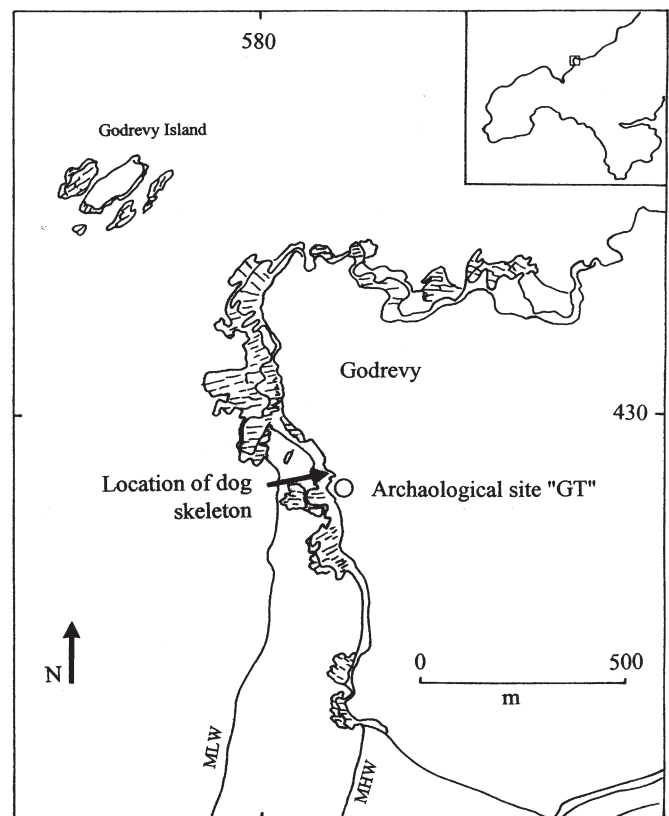 580
Godrevy Island
Godrevy
430
Location of dog
skeleton
Archaological site "GT"
N
0 500
m
MLW
MHW